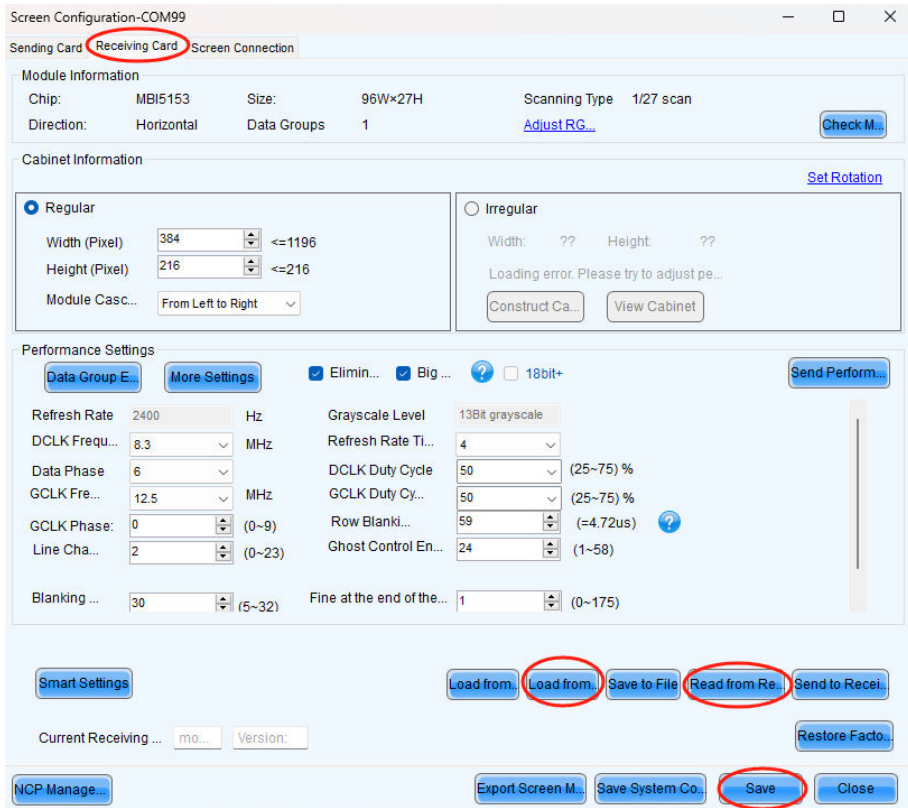 Screen Configuration-COM99
Sending Card Receiving Card Screen Connection
Module Information
Chip: MBI5153 Size: 96W×27H Scanning Type 1/27 scan
Direction: Horizontal Data Groups 1 Adjust RG... Check M...
Cabinet Information
Set Rotation
Regular
Width (Pixel) 384 <=1196
Height (Pixel) 216 <=216
Module Casc... From Left to Right
Irregular
Width: ?? Height: ??
Loading error. Please try to adjust pe...
Construct Ca... View Cabinet
Performance Settings
Data Group E... More Settings Elimin... Big ... ? 18bit+ Send Perform...
Refresh Rate 2400 Hz Grayscale Level 13Bit grayscale
DCLK Frequ... 8.3 MHz Refresh Rate Ti... 4
Data Phase 6 DCLK Duty Cycle 50 (25~75) %
GCLK Fre... 12.5 MHz GCLK Duty Cy... 50 (25~75) %
GCLK Phase: 0 (0~9) Row Blanki... 59 (=4.72us) ?
Line Cha... 2 (0~23) Ghost Control En... 24 (1~58)
Blanking ... 30 (5~32) Fine at the end of the... 1 (0~175)
Smart Settings Load from... Load from... Save to File Read from Re... Send to Recei...
Current Receiving ... mo... Version: Restore Facto...
NCP Manage... Export Screen M... Save System Co... Save Close